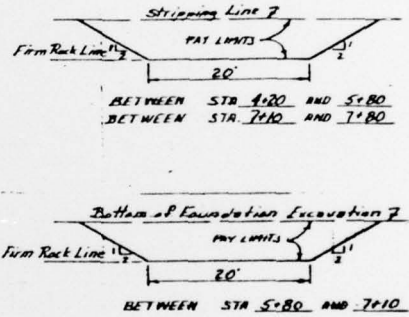 Stripping Line 7
PAY LIMITS
Firm Rock Line 1
2
1
2
20'
BETWEEN STA 4+20 AND 5+80
BETWEEN STA. 7+10 AND 7+80
Bottom of Foundation Excavation 7
PAY LIMITS
Firm Rock Line 1
2
1
2
20'
BETWEEN STA 5+80 AND 7+10